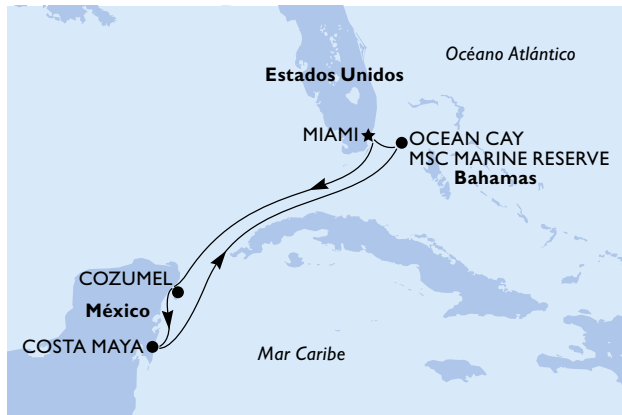 Océano Atlántico
Estados Unidos
MIAMI
OCEAN CAY
MSC MARINE RESERVE
Bahamas
COZUMEL
México
COSTA MAYA
Mar Caribe